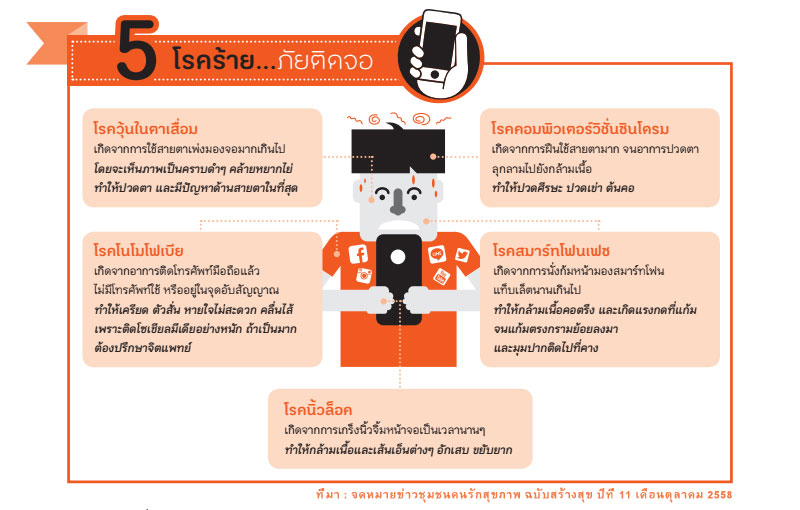 5 โรคร้าย...ภัยติดจอ
โรควุ้นในตาเสื่อม
เกิดจากการใช้สายตาเพ่งมองจอมากเกินไป
โดยจะเห็นภาพเป็นคราบดำๆ คล้ายหยากไย่
ทำให้ปวดตา และมีปัญหาด้านสายตาในที่สุด
โรคคอมพิวเตอร์วิชั่นซินโดรม
เกิดจากการฝืนใช้สายตามาก จนอาการปวดตา
ลุกลามไปยังกล้ามเนื้อ
ทำให้ปวดศีรษะ ปวดเข่า ต้นคอ
โรคโนโมโฟเบีย
เกิดจากอาการติดโทรศัพท์มือถือแล้ว
ไม่มีโทรศัพท์ใช้ หรืออยู่ในจุดอับสัญญาณ
ทำให้เครียด ตัวสั่น หายใจไม่สะดวก คลื่นไส้
เพราะติดโซเชียลมีเดียอย่างหนัก ถ้าเป็นมาก
ต้องปรึกษาจิตแพทย์
โรคสมาร์ทโฟนเฟซ
เกิดจากการนั่งก้มหน้ามองสมาร์ทโฟน
แท็บเล็ตนานเกินไป
ทำให้กล้ามเนื้อคอตรึง และเกิดแรงกดที่แก้ม
จนแก้มตรงกรามย้อยลงมา
และมุมปากติดไปที่คาง
f
LINE
You
Tube
โรคนิ้วล็อค
เกิดจากการเกร็งนิ้วจิ้มหน้าจอเป็นเวลานานๆ
ทำให้กล้ามเนื้อและเส้นเอ็นต่างๆ อักเสบ ขยับยาก
ที่มา : จดหมายข่าวชุมชนคนรักสุขภาพ ฉบับสร้างสุข ปีที่ 11 เดือนตุลาคม 2558